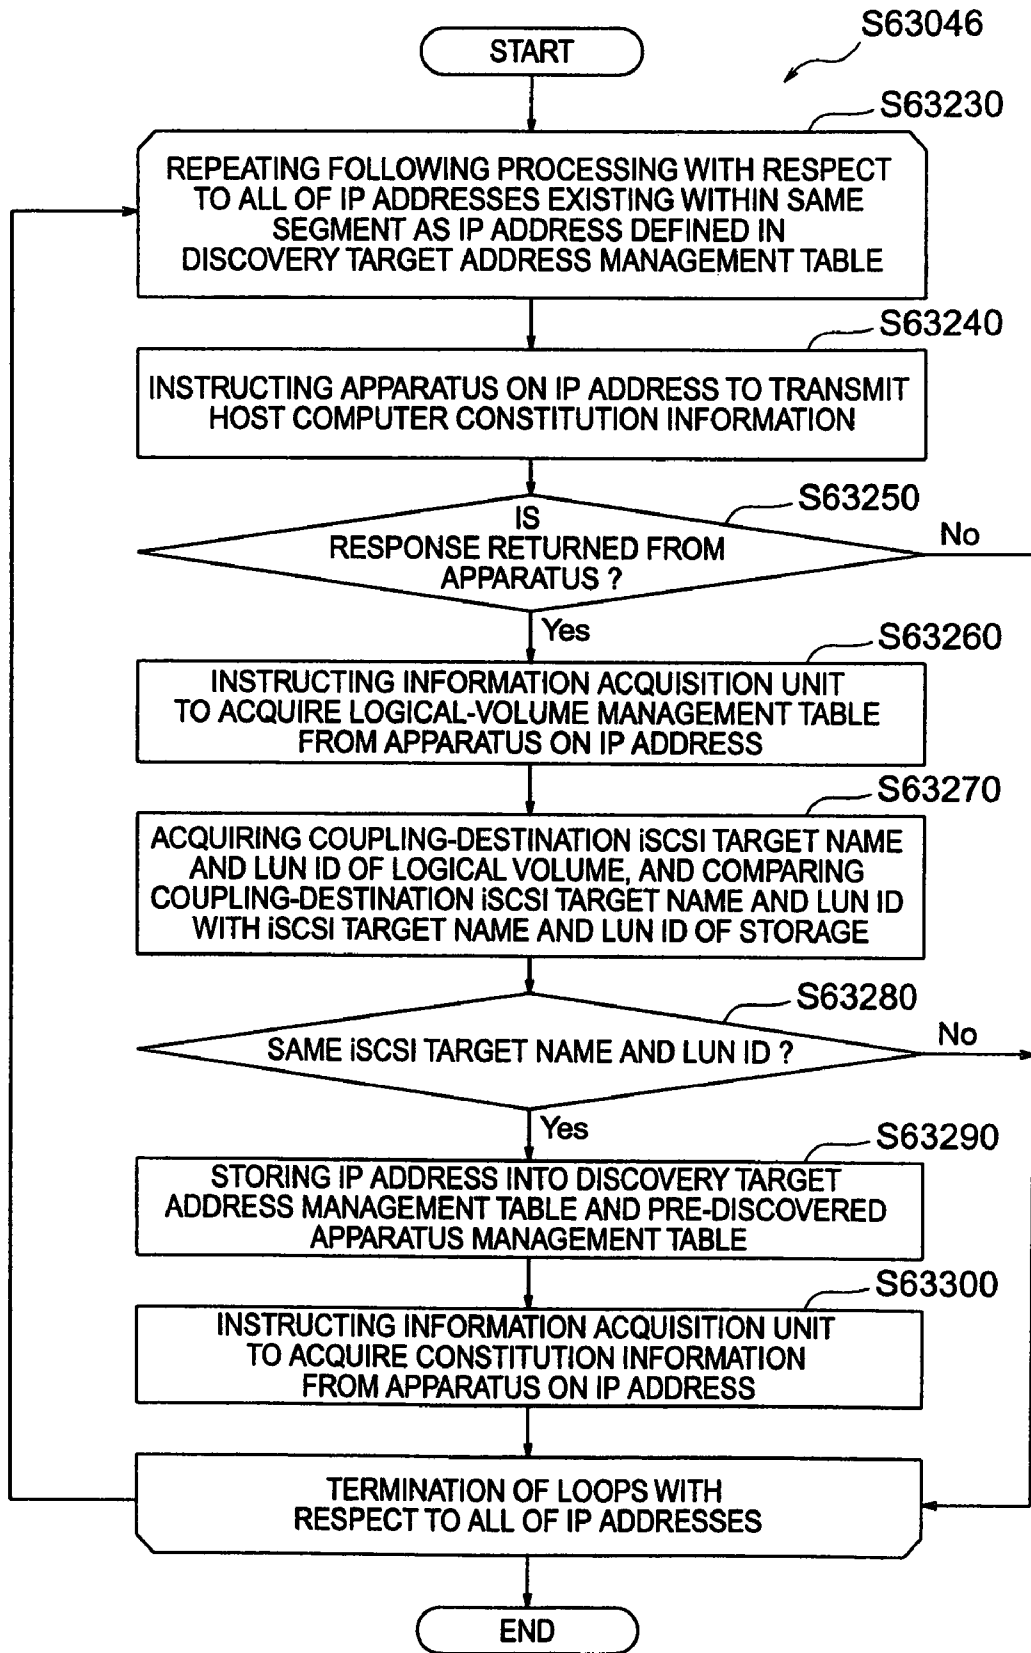 START
S63046
S63230
REPEATING FOLLOWING PROCESSING WITH RESPECT
TO ALL OF IP ADDRESSES EXISTING WITHIN SAME
SEGMENT AS IP ADDRESS DEFINED IN
DISCOVERY TARGET ADDRESS MANAGEMENT TABLE
S63240
INSTRUCTING APPARATUS ON IP ADDRESS TO TRANSMIT
HOST COMPUTER CONSTITUTION INFORMATION
S63250
IS
RESPONSE RETURNED FROM
APPARATUS ?
No
Yes
S63260
INSTRUCTING INFORMATION ACQUISITION UNIT
TO ACQUIRE LOGICAL-VOLUME MANAGEMENT TABLE
FROM APPARATUS ON IP ADDRESS
S63270
ACQUIRING COUPLING-DESTINATION iSCSI TARGET NAME
AND LUN ID OF LOGICAL VOLUME, AND COMPARING
COUPLING-DESTINATION iSCSI TARGET NAME AND LUN ID
WITH iSCSI TARGET NAME AND LUN ID OF STORAGE
S63280
SAME iSCSI TARGET NAME AND LUN ID ?
No
Yes
S63290
STORING IP ADDRESS INTO DISCOVERY TARGET
ADDRESS MANAGEMENT TABLE AND PRE-DISCOVERED
APPARATUS MANAGEMENT TABLE
S63300
INSTRUCTING INFORMATION ACQUISITION UNIT
TO ACQUIRE CONSTITUTION INFORMATION
FROM APPARATUS ON IP ADDRESS
TERMINATION OF LOOPS WITH
RESPECT TO ALL OF IP ADDRESSES
END